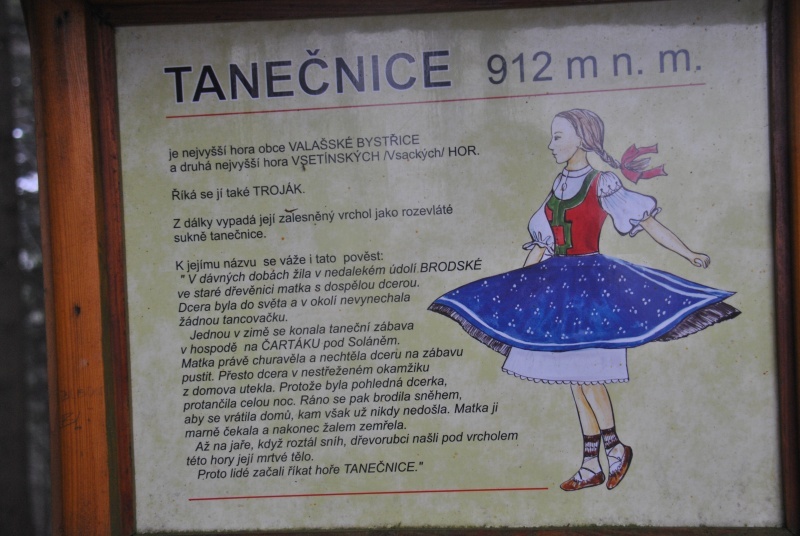 TANEČNICE 912 m n. m.
je nejvyšší hora obce VALAŠSKÉ BYSTŘICE
a druhá nejvyšší hora VSETÍNSKÝCH /Vsackých/ HOR.
Říká se jí také TROJÁK.
Z dálky vypadá její zalesněný vrchol jako rozevláté
sukně tanečnice.
K jejímu názvu se váže i tato pověst:
" V dávných dobách žila v nedalekém údolí BRODSKÉ
ve staré dřevěnici matka s dospělou dcerou.
Dcera byla do světa a v okolí nevynechala
žádnou tancovačku.
Jednou v zimě se konala taneční zábava
v hospodě na ČARTÁKU pod Soláněm.
Matka právě churavěla a nechtěla dceru na zábavu
pustit. Přesto dcera v nestřeženém okamžiku
z domova utekla. Protože byla pohledná dcerka,
protančila celou noc. Ráno se pak brodila sněhem,
aby se vrátila domů, kam však už nikdy nedošla. Matka ji
marně čekala a nakonec žalem zemřela.
Až na jaře, když roztál sníh, dřevorubci našli pod vrcholem
této hory její mrtvé tělo.
Proto lidé začali říkat hoře TANEČNICE."